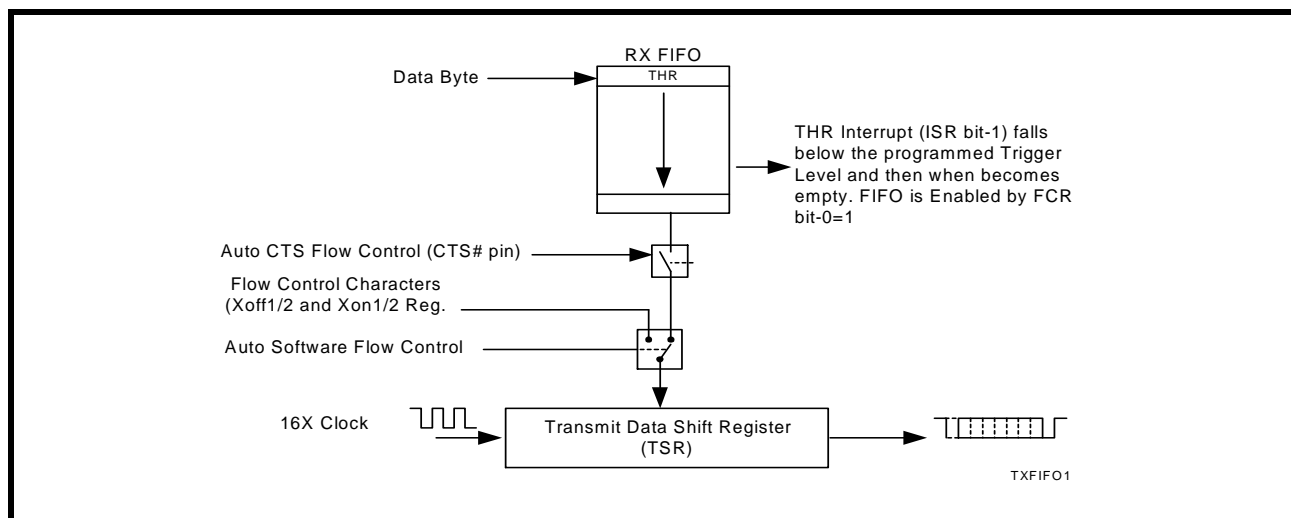 RX FIFO
THR
Data Byte
THR Interrupt (ISR bit-1) falls
below the programmed Trigger
Level and then when becomes
empty. FIFO is Enabled by FCR
bit-0=1
Auto CTS Flow Control (CTS# pin)
Flow Control Characters
(Xoff1/2 and Xon1/2 Reg.
Auto Software Flow Control
16X Clock
Transmit Data Shift Register
(TSR)
TXFIFO1